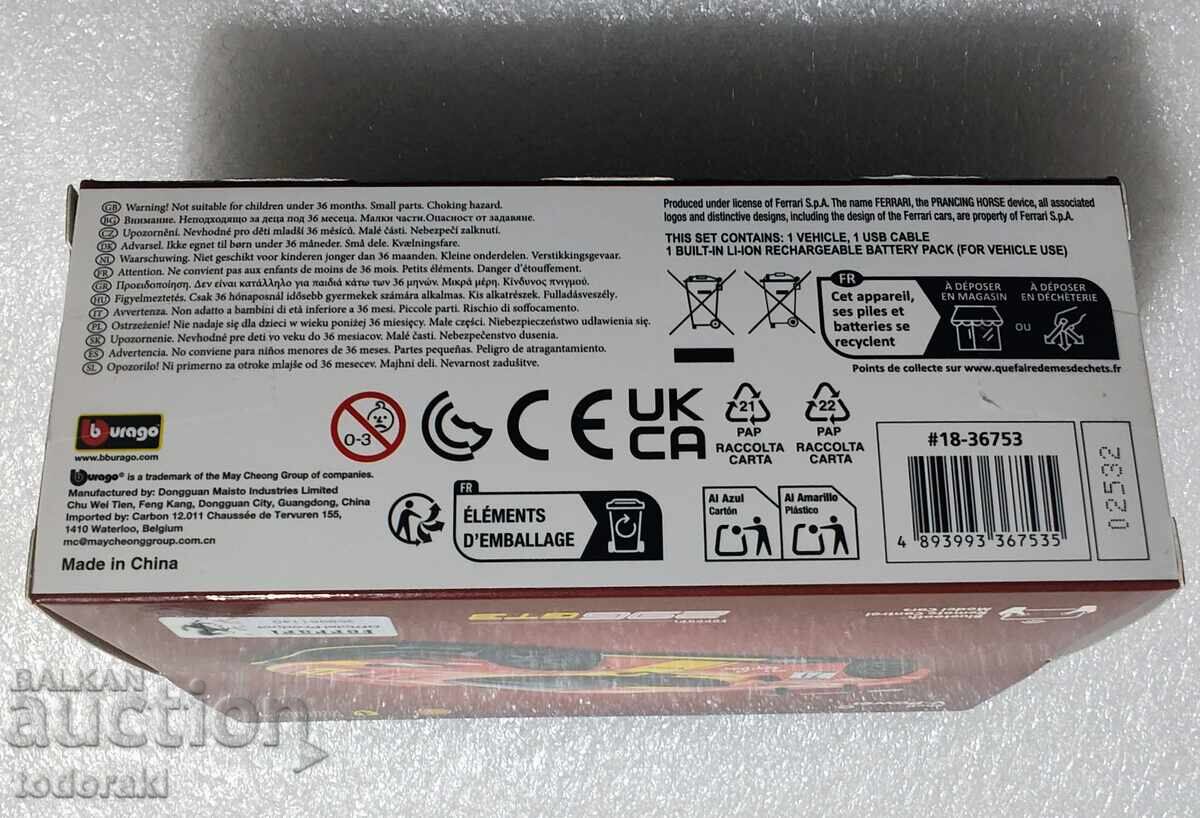 GB Warning! Not suitable for children under 36 months. Small parts. Choking hazard.
BG Внимание. Неподходящо за деца под 36 месеца. Малки части.Опасност от задавяне.
CZ Upozornění. Nevhodné pro děti mladší 36 měsíců. Malé části. Nebezpečí zalknutí.
DK Advarsel. Ikke egnet til børn under 36 måneder. Små dele. Kvælningsfare.
NL Waarschuwing. Niet geschikt voor kinderen jonger dan 36 maanden. Kleine onderdelen. Verstikkingsgevaar.
FR Attention. Ne convient pas aux enfants de moins de 36 mois. Petits éléments. Danger d'étouffement.
GR Προειδοποίηση. Δεν είναι κατάλληλο για παιδιά κάτω των 36 μηνών. Μικρά μέρη. Κίνδυνος πνιγμού.
HU Figyelmeztetés. Csak 36 hónaposnál idősebb gyermekek számára alkalmas. Kis alkatrészek. Fulladásveszély.
IT Avvertenza. Non adatto a bambini di età inferiore a 36 mesi. Piccole parti. Rischio di soffocamento.
PL Ostrzeżenie! Nie nadaje się dla dzieci w wieku poniżej 36 miesięcy. Małe części. Niebezpieczeństwo udławienia się.
SK Upozornenie. Nevhodné pre deti vo veku do 36 mesiacov. Malé časti. Nebezpečenstvo dusenia.
ES Advertencia. No conviene para niños menores de 36 meses. Partes pequeñas. Peligro de atragantamiento.
SL Opozorilo! Ni primerno za otroke mlajše od 36 mesecev. Majhni deli. Nevarnost zadušitve.
Produced under license of Ferrari S.p.A. The name FERRARI, the PRANCING HORSE device, all associated
logos and distinctive designs, including the design of the Ferrari cars, are property of Ferrari S.p.A.
THIS SET CONTAINS: 1 VEHICLE, 1 USB CABLE
1 BUILT-IN LI-ION RECHARGEABLE BATTERY PACK (FOR VEHICLE USE)
FR
Cet appareil,
ses piles et
batteries se
recyclent
À DÉPOSER
EN MAGASIN
OU
À DÉPOSER
EN DÉCHÈTERIE
Points de collecte sur www.quefairedemesdechets.fr
bburago
www.bburago.com
0-3
CE
UK
CA
21
PAP
RACCOLTA
CARTA
22
PAP
RACCOLTA
CARTA
bburago® is a trademark of the May Cheong Group of companies.
Manufactured by: Dongguan Maisto Industries Limited
Chu Wei Tien, Feng Kang, Dongguan City, Guangdong, China
Imported by: Carbon 12.011 Chaussée de Tervuren 155,
1410 Waterloo, Belgium
mc@maycheonggroup.com.cn
Made in China
FR
ÉLÉMENTS
D'EMBALLAGE
Al Azul
Cartón
Al Amarillo
Plástico
#18-36753
4 893993 367535
02532
Bluetooth
Remote Control
Model Cars
FERRARI
296 GT3
FERRARI
BALKAN
auction
todoraki